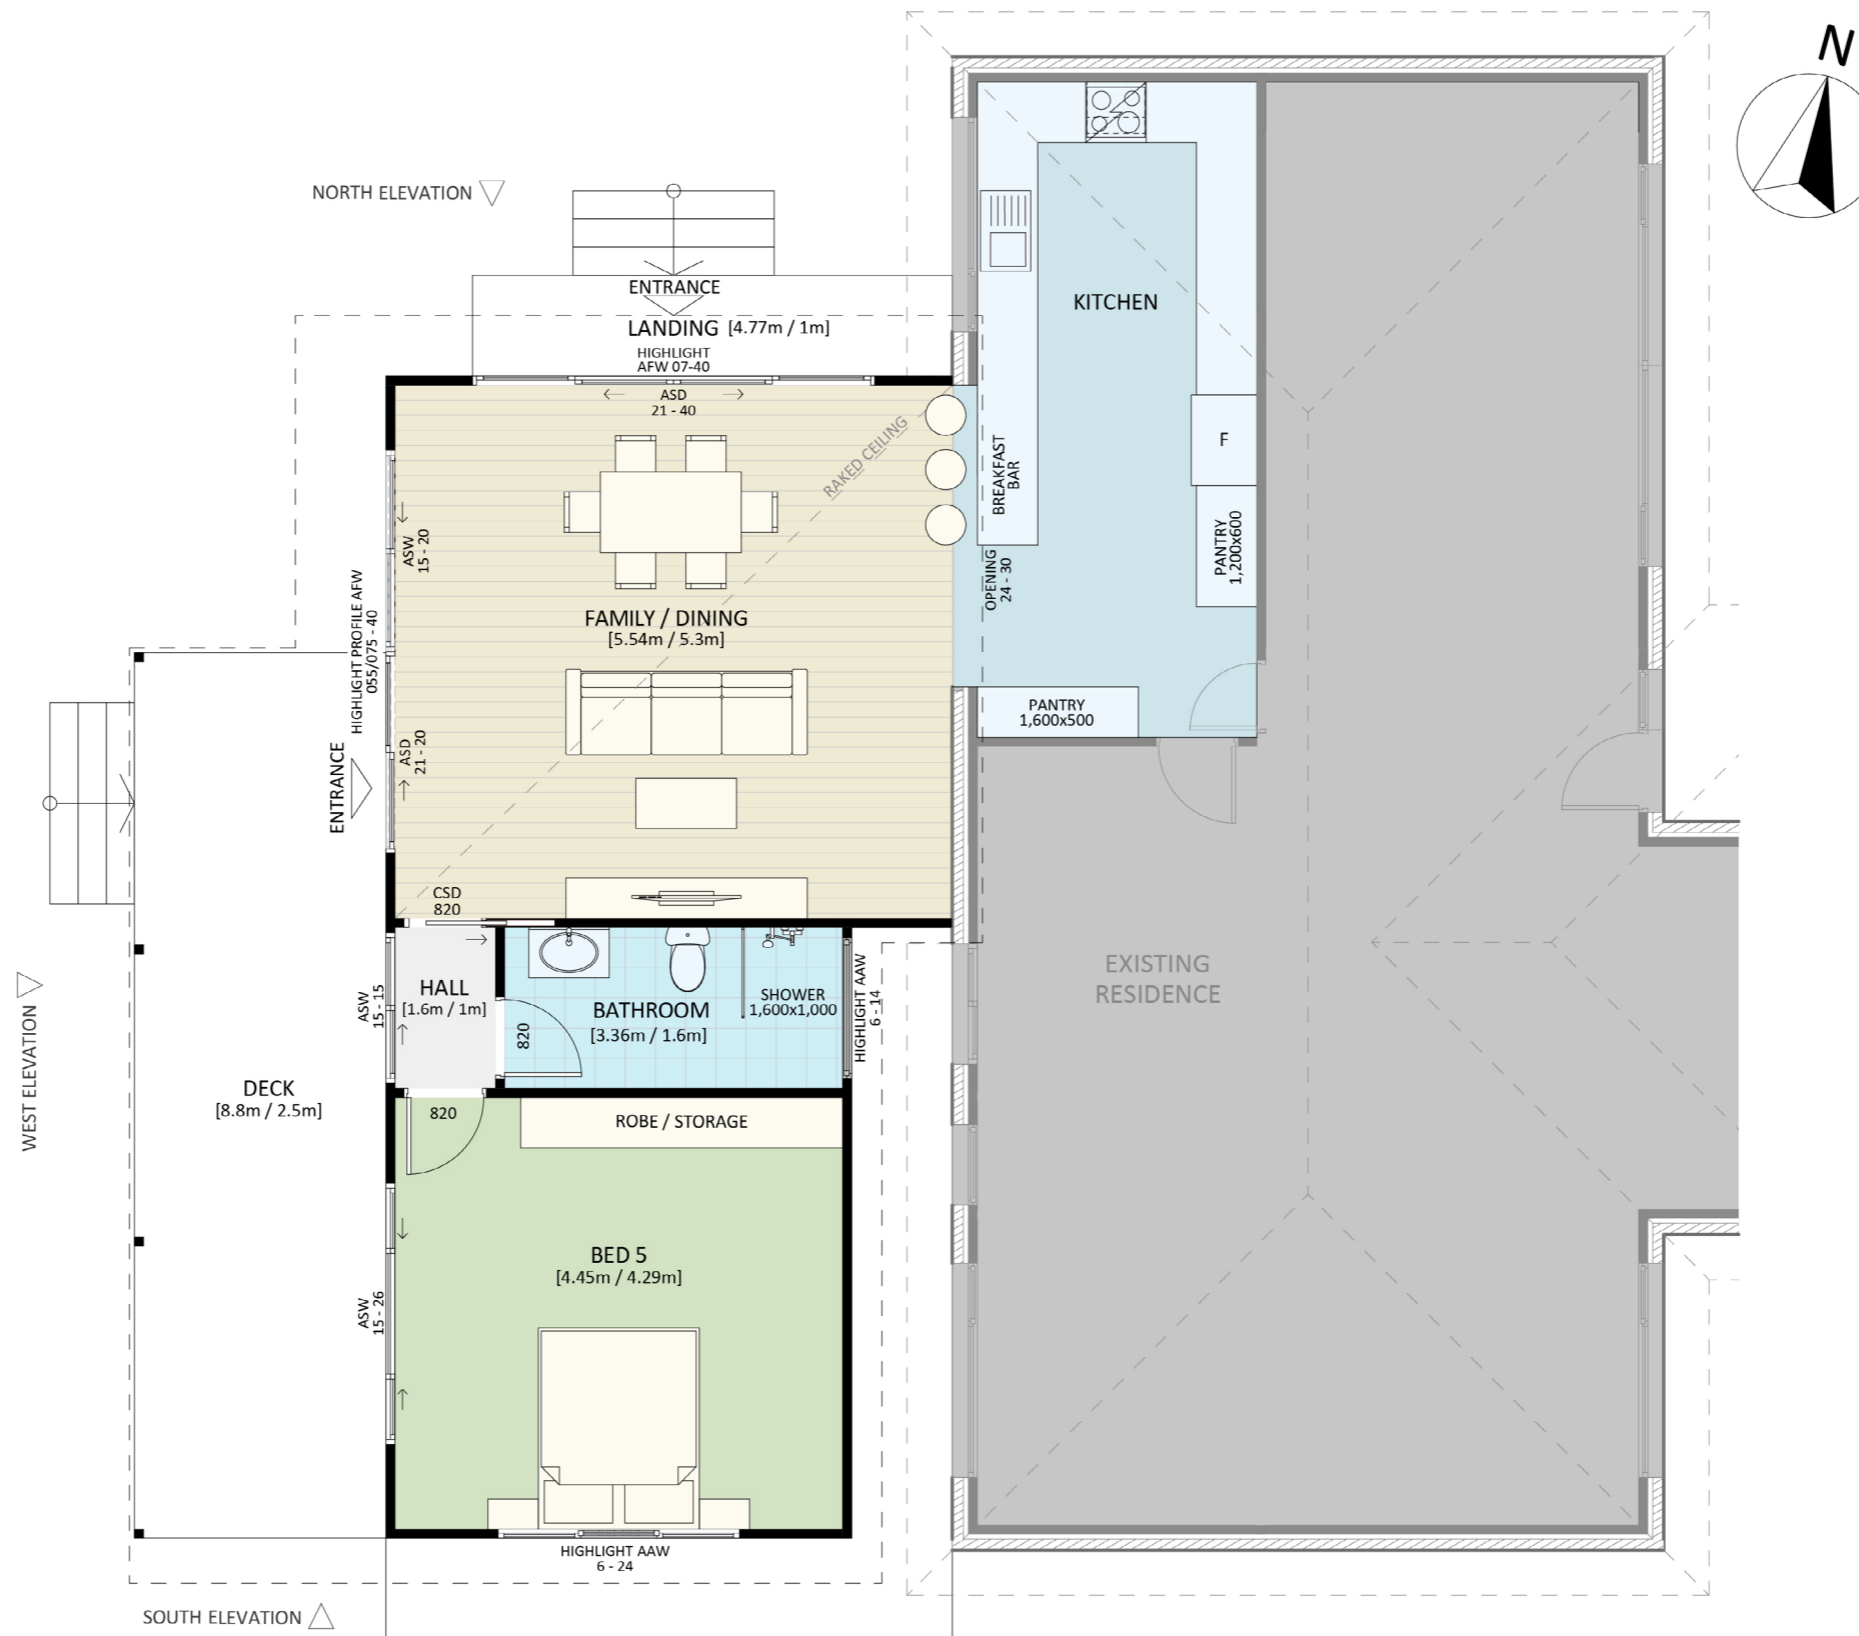 N
NORTH ELEVATION
ENTRANCE
LANDING [4.77m / 1m]
HIGHLIGHT
AFW 07-40
ASD
21 - 40
KITCHEN
RAKED CEILING
BREAKFAST
BAR
F
PANTRY
1,200x600
OPENING
24 - 30
ASW
15 - 20
HIGHLIGHT PROFILE AFW
055/075 - 40
FAMILY / DINING
[5.54m / 5.3m]
PANTRY
1,600x500
ASD
21 - 20
ENTRANCE
CSD
820
HALL
[1.6m / 1m]
ASW
15 - 15
BATHROOM
[3.36m / 1.6m]
820
SHOWER
1,600x1,000
HIGHLIGHT AAW
6 - 14
EXISTING
RESIDENCE
WEST ELEVATION
DECK
[8.8m / 2.5m]
820
ROBE / STORAGE
BED 5
[4.45m / 4.29m]
ASW
15 - 26
HIGHLIGHT AAW
6 - 24
SOUTH ELEVATION